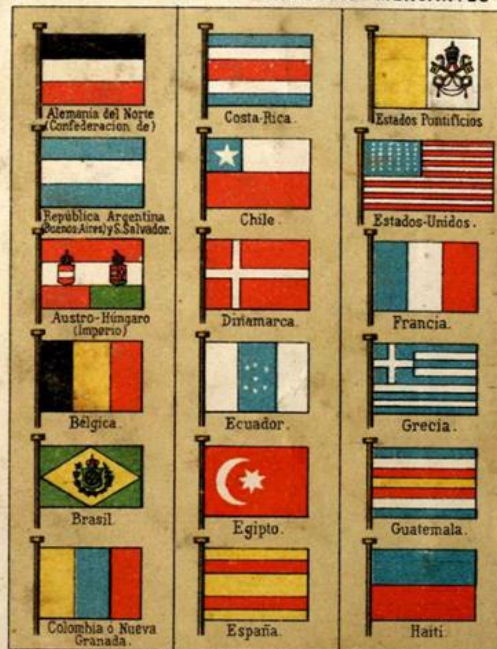 Alemania del Norte
(Confederacion de)
República Argentina
(Buenos Aires) y S. Salvador.
Austro-Húngaro
(Imperio)
Bélgica.
Brasil.
Colombia o Nueva
Granada.
Costa-Rica.
Chile.
Dinamarca.
Ecuador.
Egipto.
España.
Estados Pontificios
Estados-Unidos.
Francia.
Grecia.
Guatemala.
Haiti.